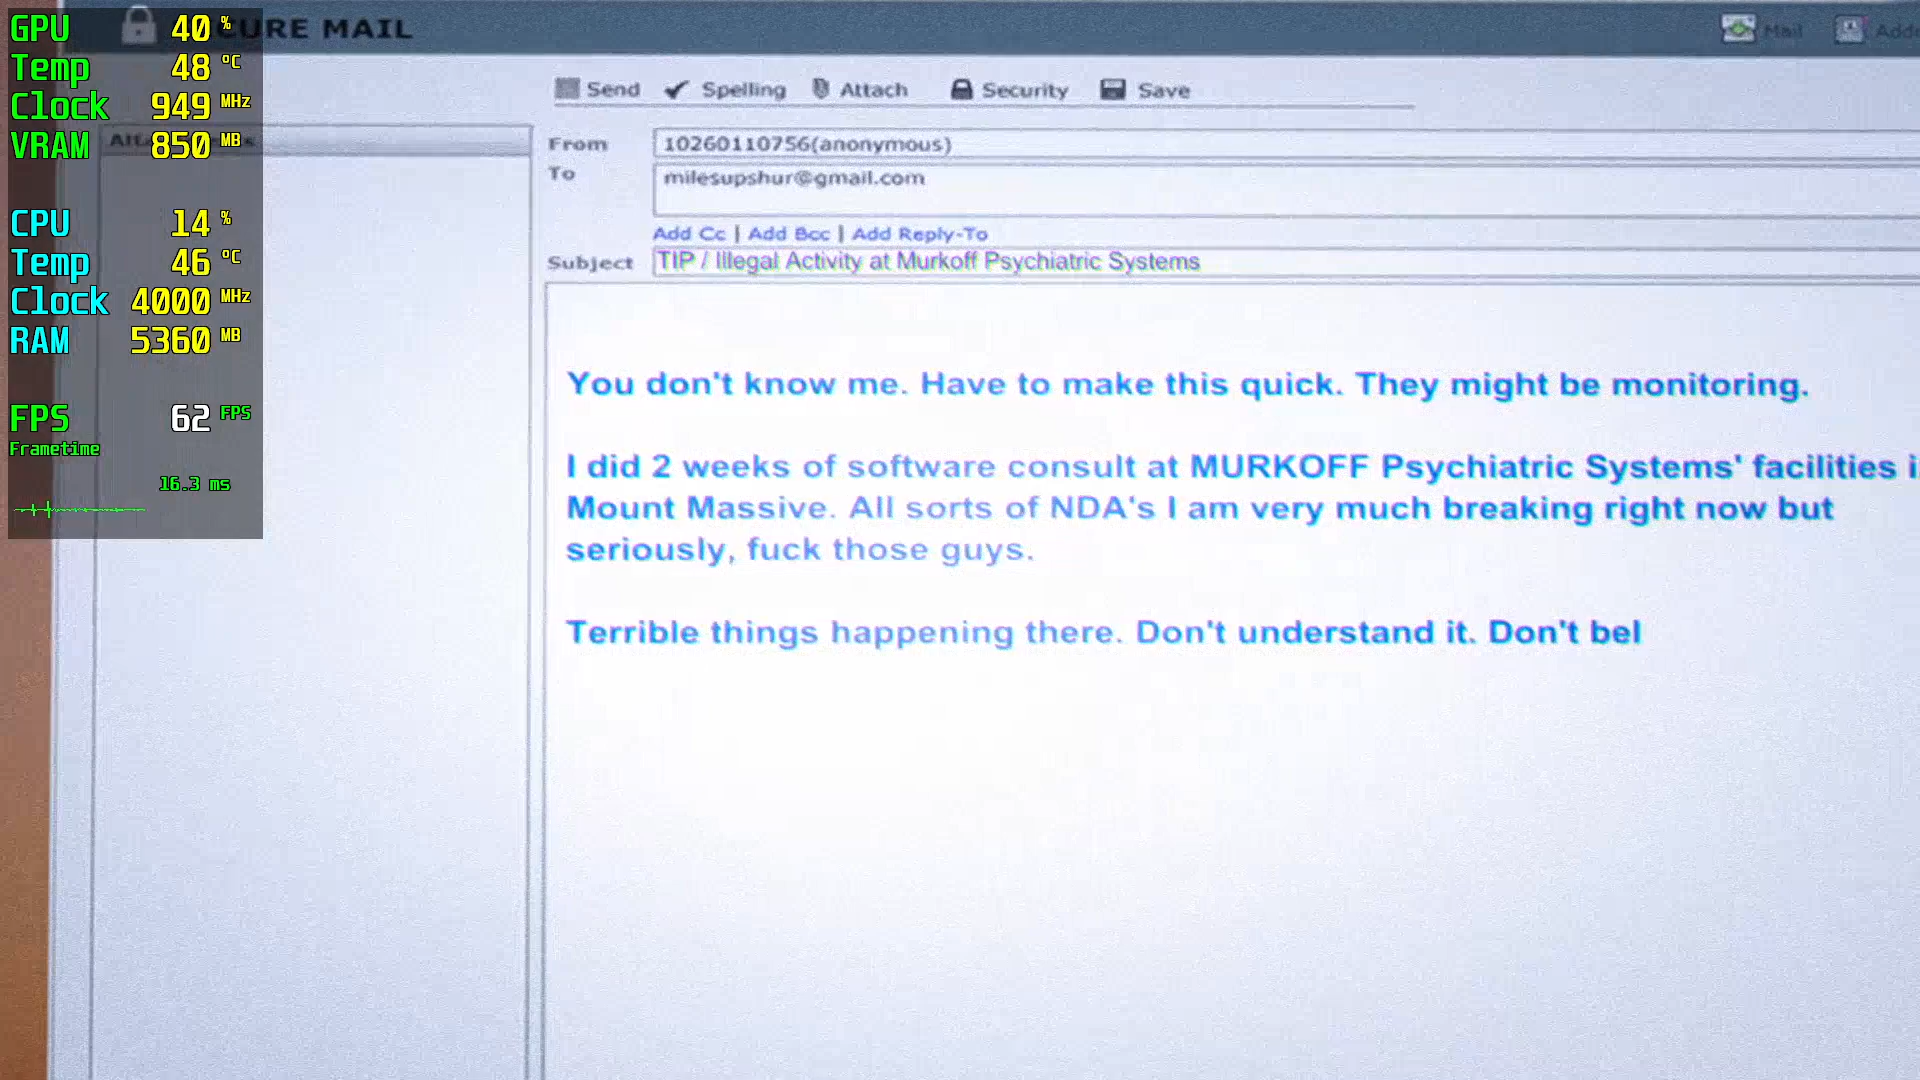 GPU 40 %
Temp 48 °C
Clock 949 MHz
VRAM 850 MB
CPU 14 %
Temp 46 °C
Clock 4000 MHz
RAM 5360 MB
FPS 62 FPS
Frametime
16.3 ms
URE MAIL
Mail
Send Spelling Attach Security Save
From 10260110756(anonymous)
To milesupshur@gmail.com
Add Cc | Add Bcc | Add Reply-To
Subject TIP / Illegal Activity at Murkoff Psychiatric Systems
You don't know me. Have to make this quick. They might be monitoring.
I did 2 weeks of software consult at MURKOFF Psychiatric Systems' facilities i
Mount Massive. All sorts of NDA's I am very much breaking right now but
seriously, fuck those guys.
Terrible things happening there. Don't understand it. Don't bel